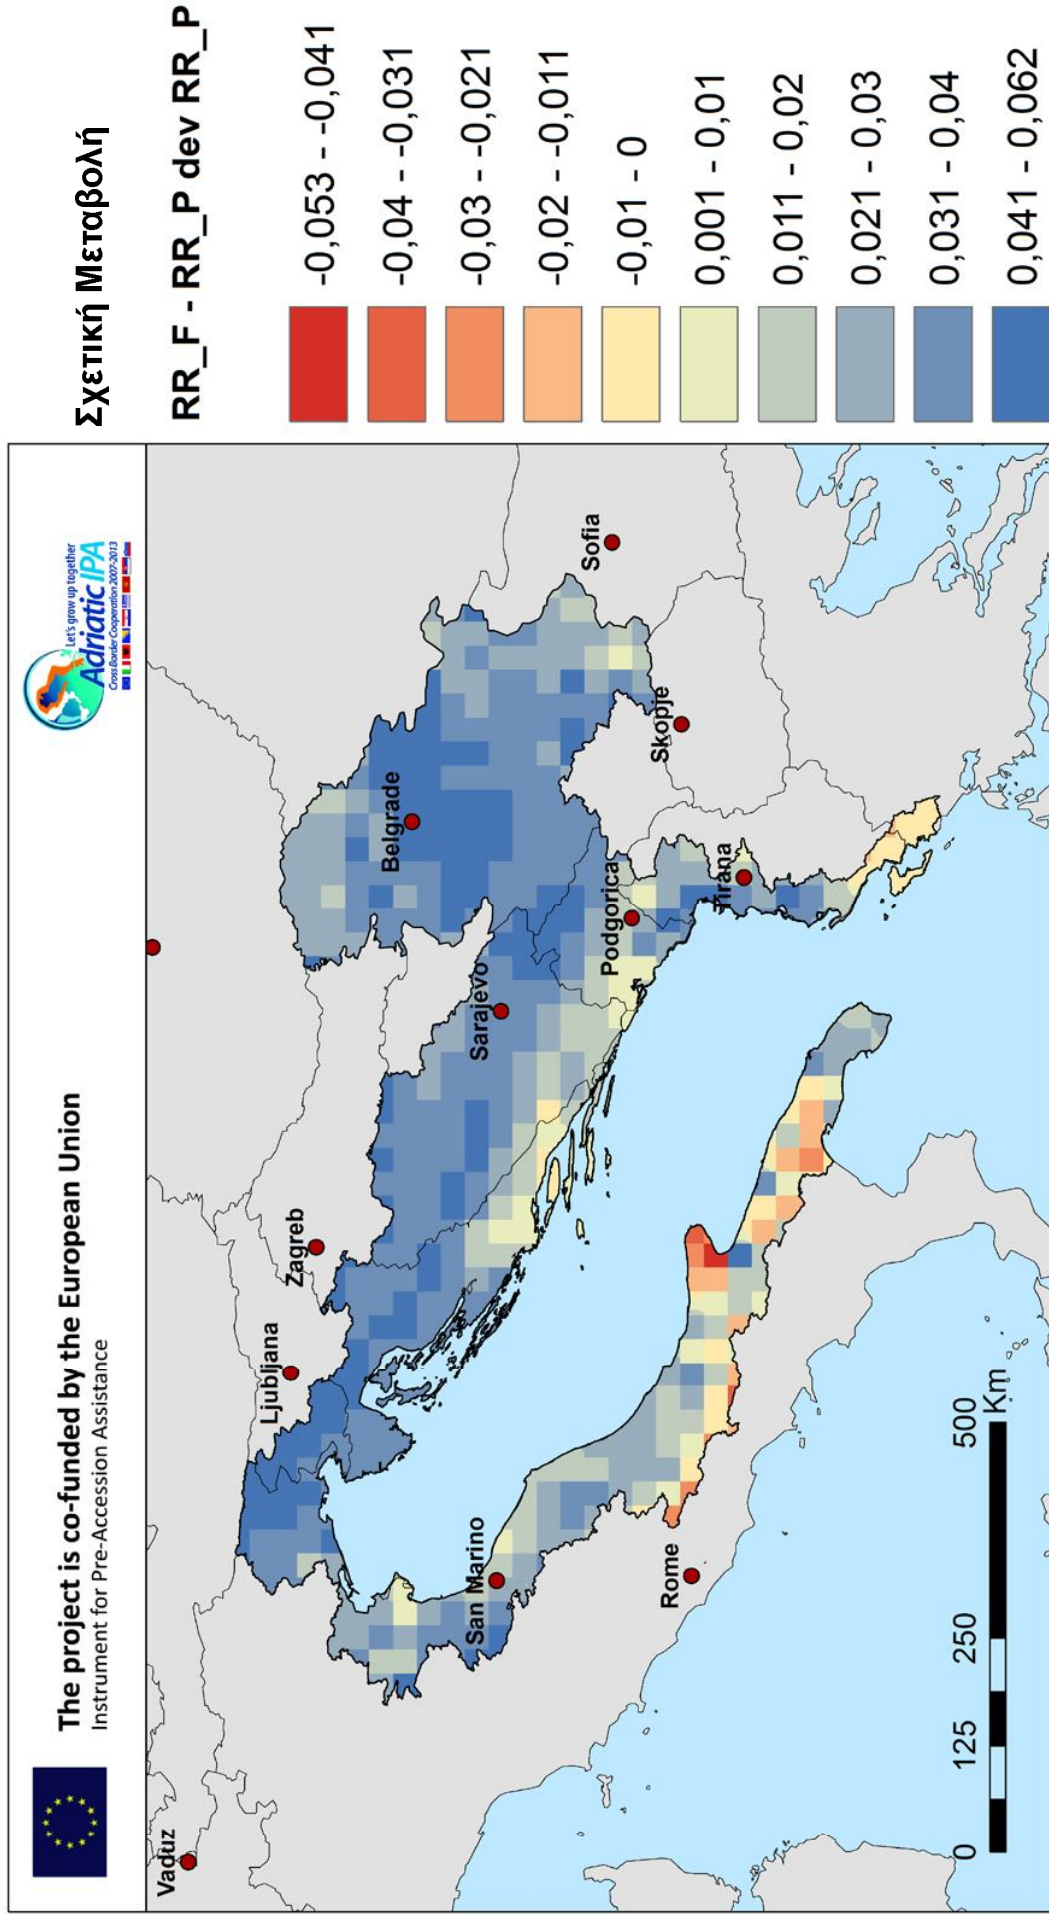 The project is co-funded by the European Union
Instrument for Pre-Accession Assistance
Let's grow up together
AdriaticIPA
Cross Border Cooperation 2007-2013
Vaduz
Ljubljana
Zagreb
Belgrade
San Marino
Sarajevo
Sofia
Rome
Podgorica
Skopje
Tirana
0 125 250 500
Km
Σχετική Μεταβολή
RR_F - RR_P dev RR_P
-0,053 - -0,041
-0,04 - -0,031
-0,03 - -0,021
-0,02 - -0,011
-0,01 - 0
0,001 - 0,01
0,011 - 0,02
0,021 - 0,03
0,031 - 0,04
0,041 - 0,062